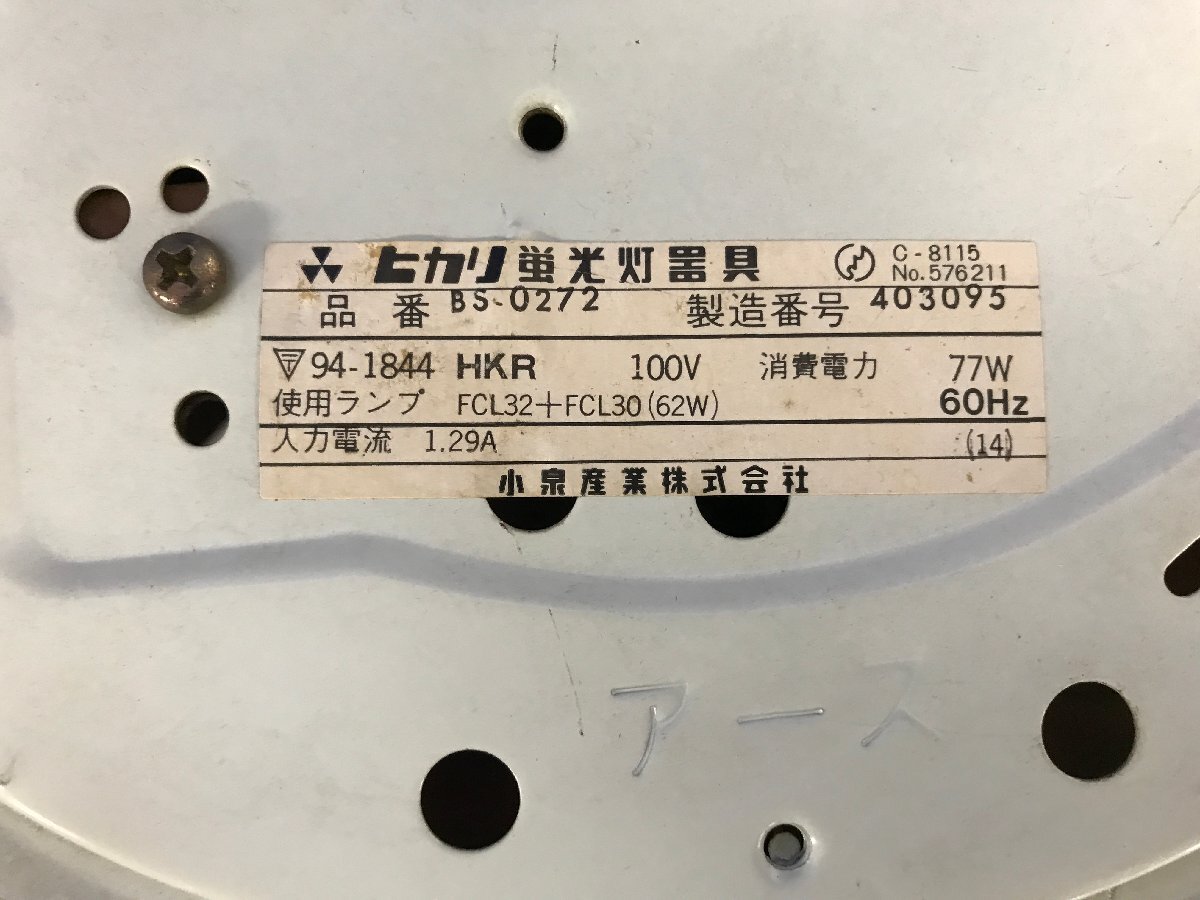 ヒカリ蛍光灯器具 C-8115
No.576211
品番 BS-0272 製造番号 403095
〒94-1844 HKR 100V 消費電力 77W
使用ランプ FCL32+FCL30(62W) 60Hz
入力電流 1.29A (14)
小泉産業株式会社
アース